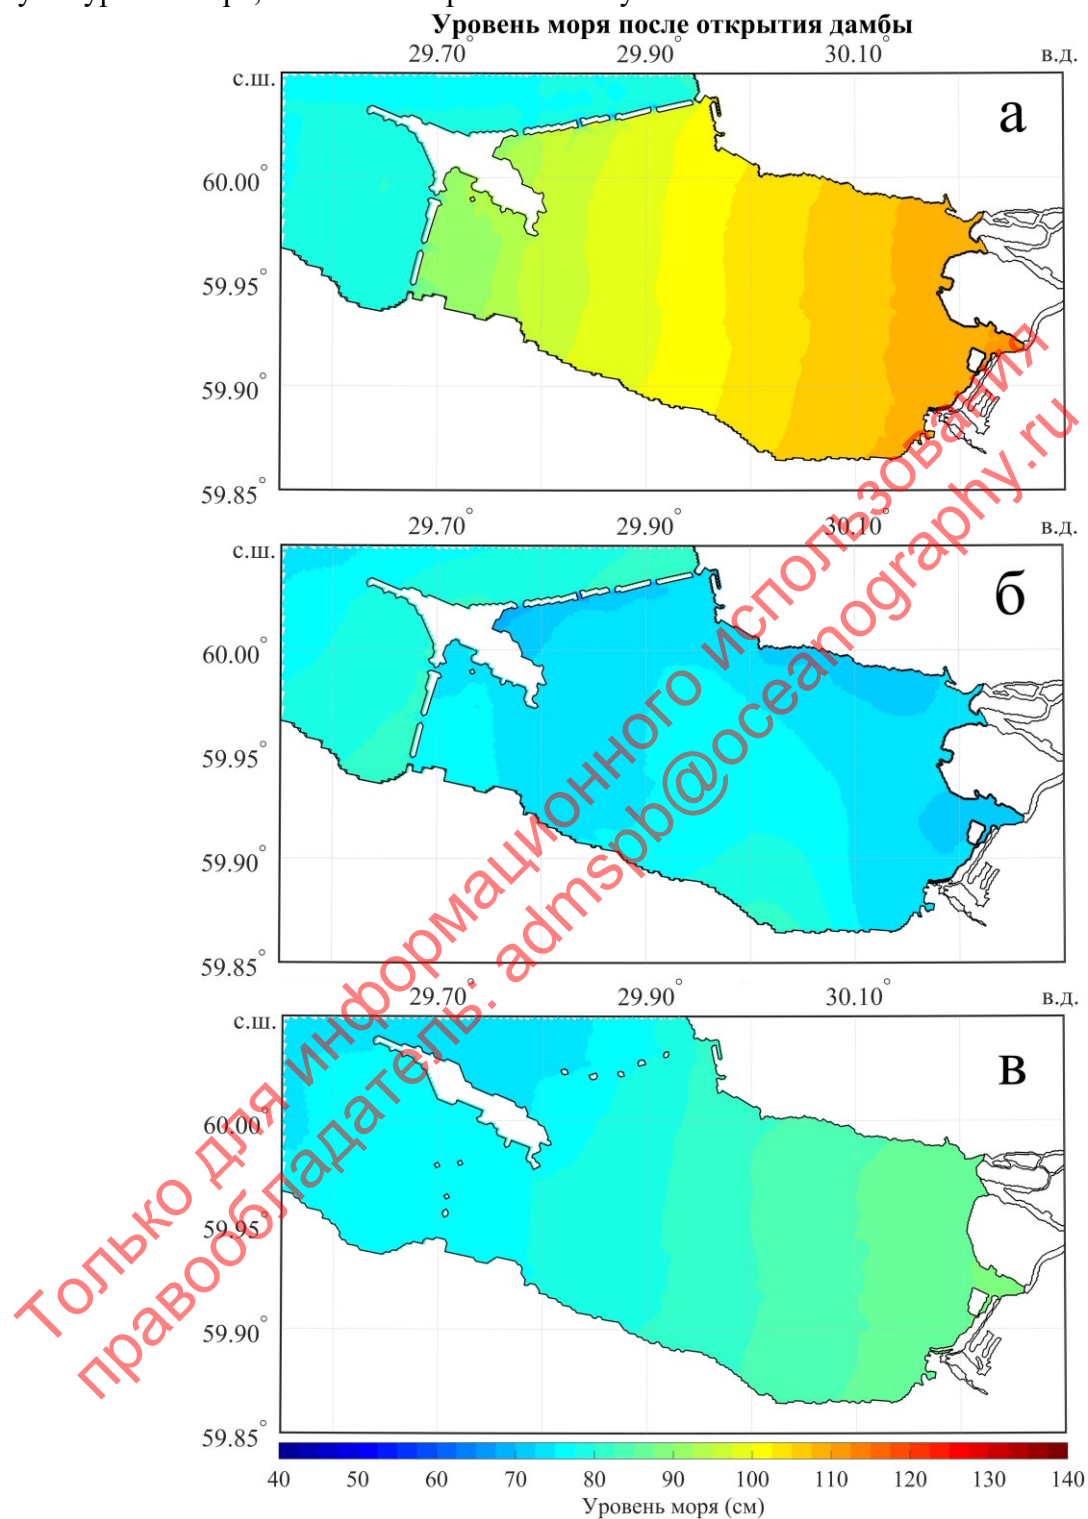 Уровень моря после открытия дамбы
29.70° 29.90° 30.10° в.д.
с.ш.
а
60.00°
59.95°
59.90°
59.85°
29.70° 29.90° 30.10° в.д.
с.ш.
б
60.00°
59.95°
59.90°
59.85°
29.70° 29.90° 30.10° в.д.
с.ш.
в
60.00°
59.95°
59.90°
59.85°
40 50 60 70 80 90 100 110 120 130 140
Уровень моря (см)
Только для информационного использования
правообладатель: admspb@oceanography.ru